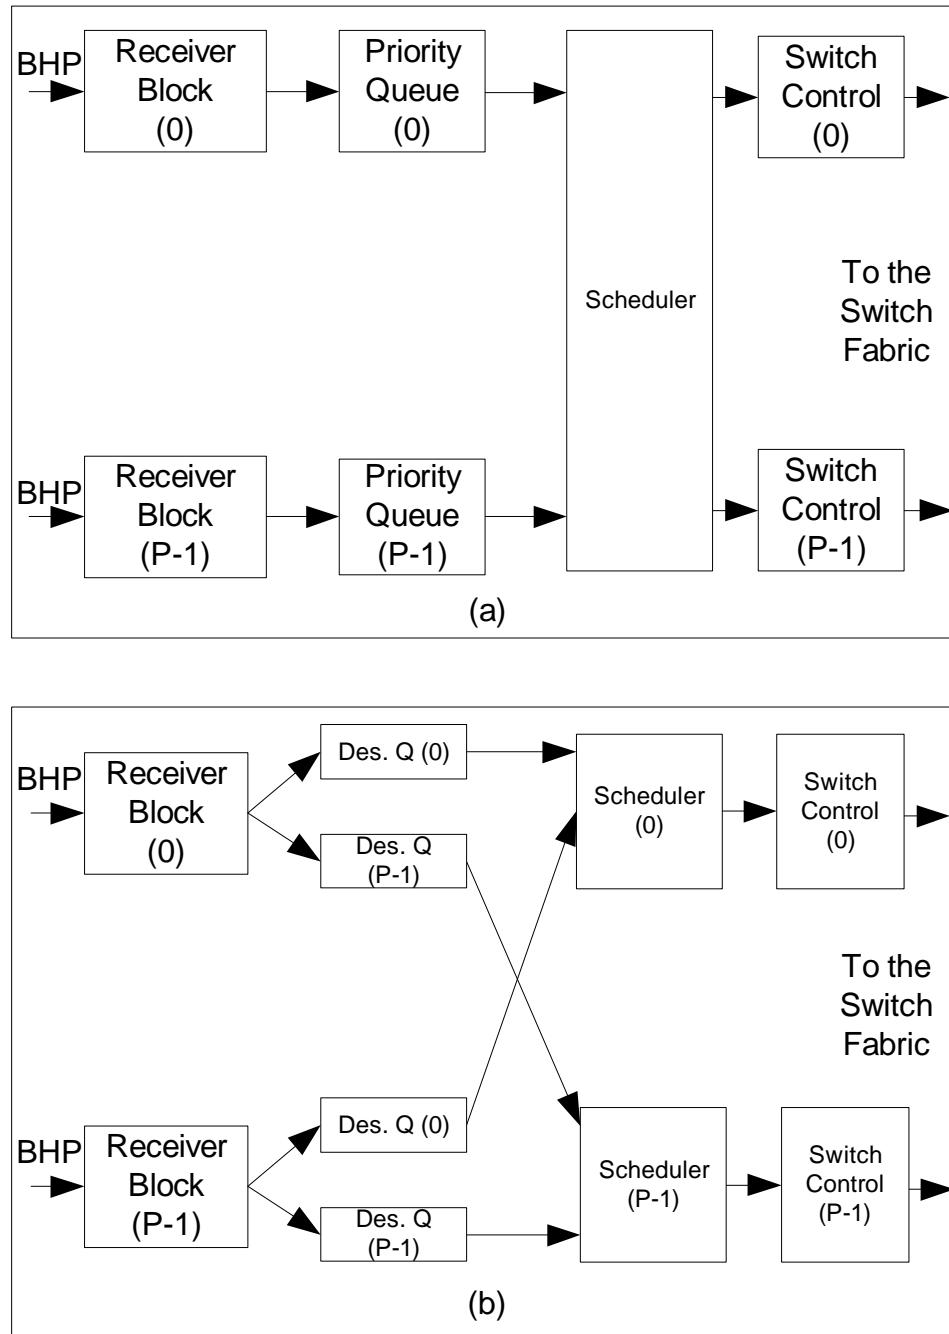 BHP
Receiver
Block
(0)
Priority
Queue
(0)
Scheduler
Switch
Control
(0)
To the
Switch
Fabric
BHP
Receiver
Block
(P-1)
Priority
Queue
(P-1)
Switch
Control
(P-1)
(a)
BHP
Receiver
Block
(0)
Des. Q (0)
Des. Q
(P-1)
Scheduler
(0)
Switch
Control
(0)
To the
Switch
Fabric
BHP
Receiver
Block
(P-1)
Des. Q (0)
Des. Q
(P-1)
Scheduler
(P-1)
Switch
Control
(P-1)
(b)